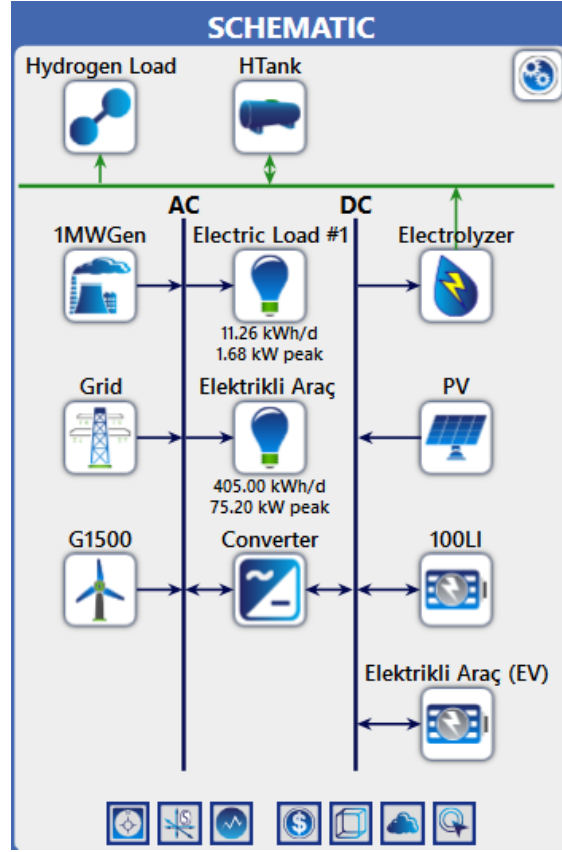 SCHEMATIC
Hydrogen Load
HTank
AC
DC
1MWGen
Electric Load #1
Electrolyzer
11.26 kWh/d
1.68 kW peak
Grid
Elektrikli Araç
PV
405.00 kWh/d
75.20 kW peak
G1500
Converter
100LI
Elektrikli Araç (EV)